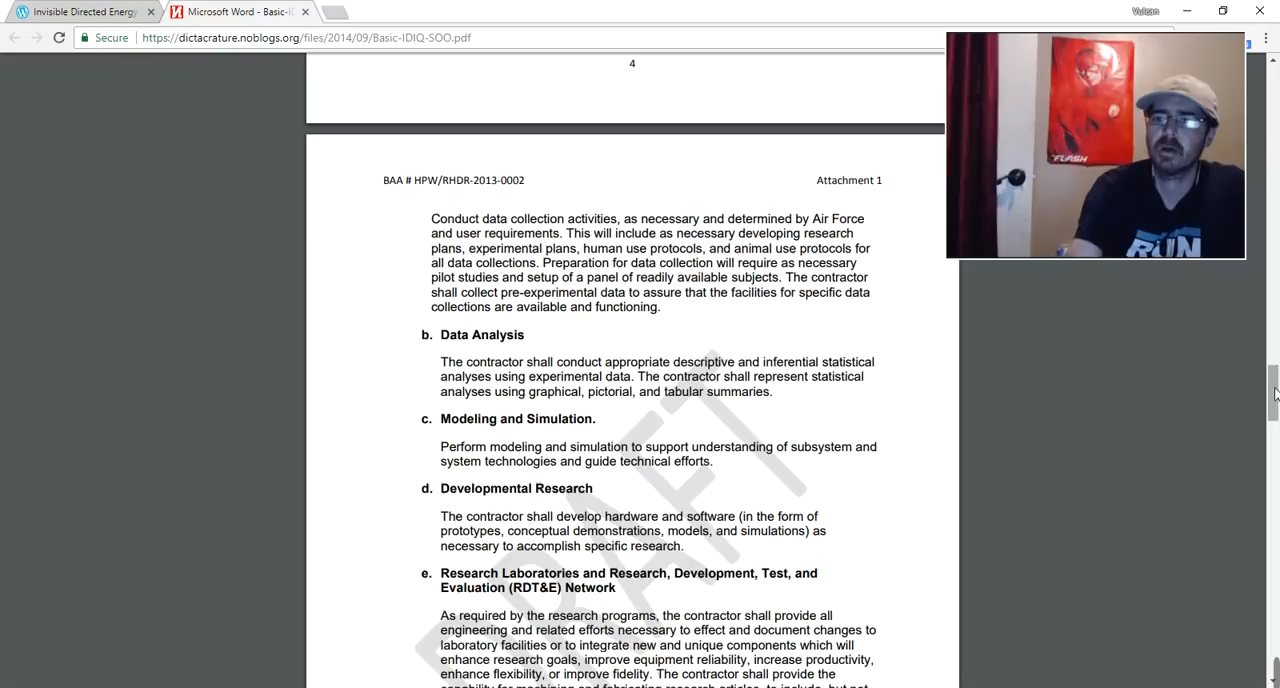 Invisible Directed Energy
Microsoft Word - Basic-I
Vulcan
Secure
https://dictacrature.noblogs.org/files/2014/09/Basic-IDIQ-SOO.pdf
4
FLASH
RUN
BAA # HPW/RHDR-2013-0002
Attachment 1
Conduct data collection activities, as necessary and determined by Air Force
and user requirements. This will include as necessary developing research
plans, experimental plans, human use protocols, and animal use protocols for
all data collections. Preparation for data collection will require as necessary
pilot studies and setup of a panel of readily available subjects. The contractor
shall collect pre-experimental data to assure that the facilities for specific data
collections are available and functioning.
b. Data Analysis
The contractor shall conduct appropriate descriptive and inferential statistical
analyses using experimental data. The contractor shall represent statistical
analyses using graphical, pictorial, and tabular summaries.
c. Modeling and Simulation.
Perform modeling and simulation to support understanding of subsystem and
system technologies and guide technical efforts.
d. Developmental Research
The contractor shall develop hardware and software (in the form of
prototypes, conceptual demonstrations, models, and simulations) as
necessary to accomplish specific research.
e. Research Laboratories and Research, Development, Test, and
Evaluation (RDT&E) Network
As required by the research programs, the contractor shall provide all
engineering and related efforts necessary to effect and document changes to
laboratory facilities or to integrate new and unique components which will
enhance research goals, improve equipment reliability, increase productivity,
enhance flexibility, or improve fidelity. The contractor shall provide the
capability for machining and fabricating research articles, to include, but not
DRAFT